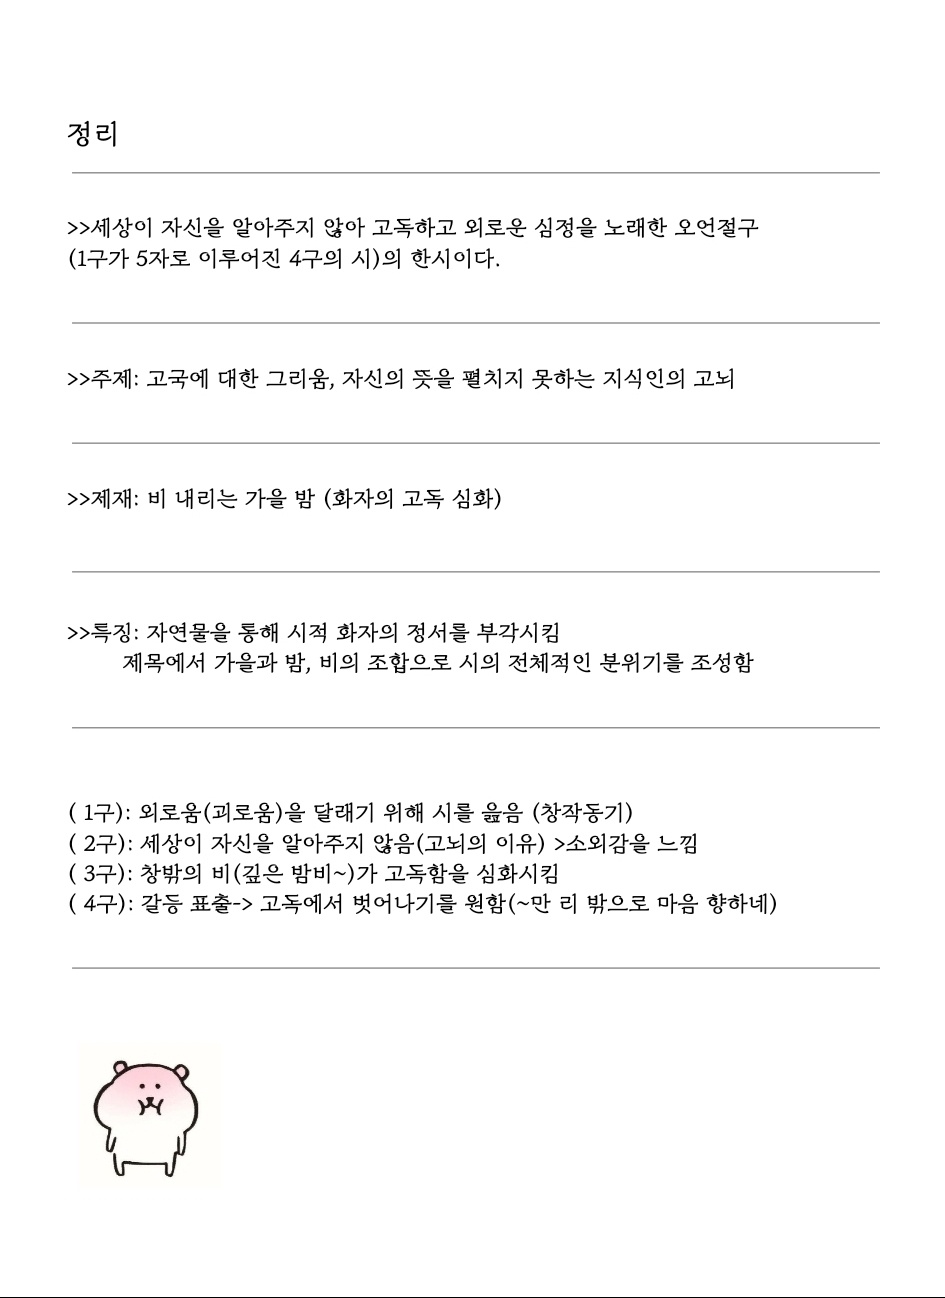 정리
>>세상이 자신을 알아주지 않아 고독하고 외로운 심정을 노래한 오언절구
(1구가 5자로 이루어진 4구의 시)의 한시이다.
>>주제: 고국에 대한 그리움, 자신의 뜻을 펼치지 못하는 지식인의 고뇌
>>제재: 비 내리는 가을 밤 (화자의 고독 심화)
>>특징: 자연물을 통해 시적 화자의 정서를 부각시킴
제목에서 가을과 밤, 비의 조합으로 시의 전체적인 분위기를 조성함
( 1구): 외로움(괴로움)을 달래기 위해 시를 읊음 (창작동기)
( 2구): 세상이 자신을 알아주지 않음(고뇌의 이유) >소외감을 느낌
( 3구): 창밖의 비(깊은 밤비~)가 고독함을 심화시킴
( 4구): 갈등 표출-> 고독에서 벗어나기를 원함(~만 리 밖으로 마음 향하네)